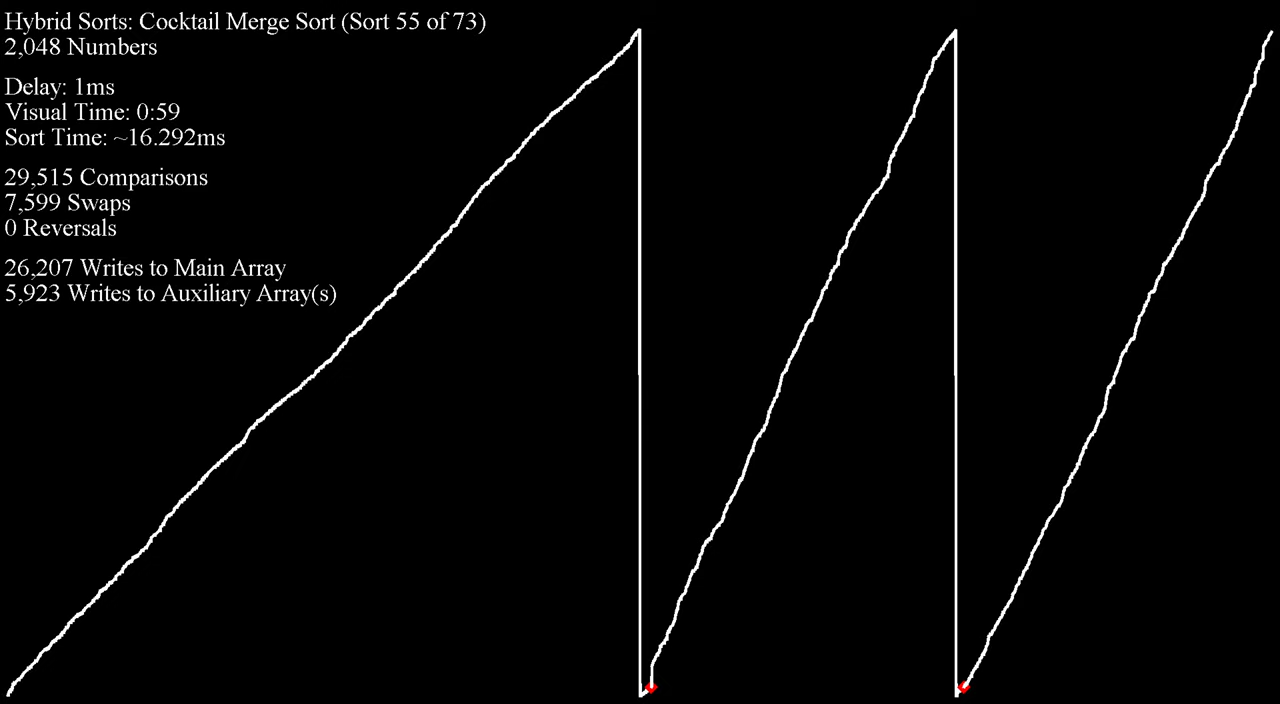 Hybrid Sorts: Cocktail Merge Sort (Sort 55 of 73)
2,048 Numbers
Delay: 1ms
Visual Time: 0:59
Sort Time: ~16.292ms
29,515 Comparisons
7,599 Swaps
0 Reversals
26,207 Writes to Main Array
5,923 Writes to Auxiliary Array(s)